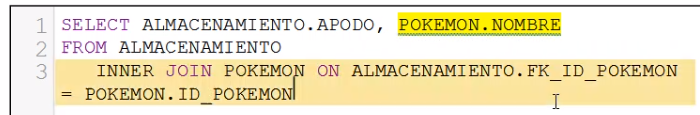 1 SELECT ALMACENAMIENTO.APODO, POKEMON.NOMBRE
2 FROM ALMACENAMIENTO
3 INNER JOIN POKEMON ON ALMACENAMIENTO.FK_ID_POKEMON
= POKEMON.ID_POKEMON